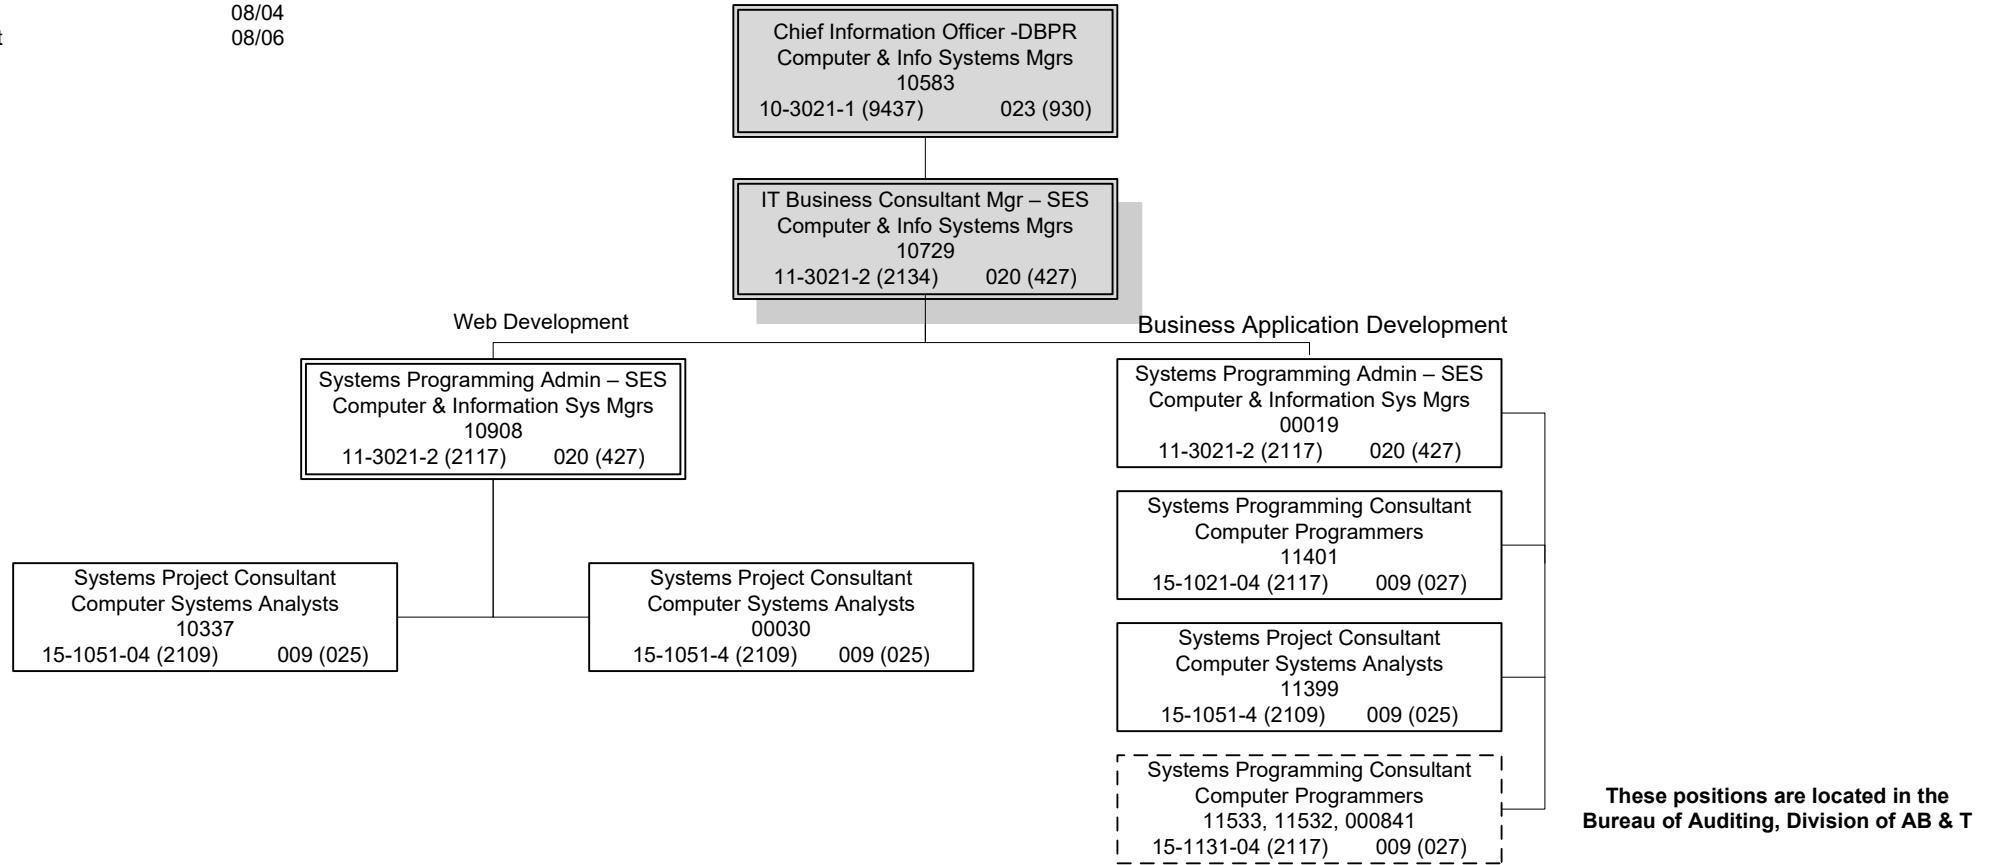 08/04
t 08/06
Chief Information Officer -DBPR
Computer & Info Systems Mgrs
10583
10-3021-1 (9437) 023 (930)
IT Business Consultant Mgr – SES
Computer & Info Systems Mgrs
10729
11-3021-2 (2134) 020 (427)
Web Development
Business Application Development
Systems Programming Admin – SES
Computer & Information Sys Mgrs
10908
11-3021-2 (2117) 020 (427)
Systems Project Consultant
Computer Systems Analysts
10337
15-1051-04 (2109) 009 (025)
Systems Project Consultant
Computer Systems Analysts
00030
15-1051-4 (2109) 009 (025)
Systems Programming Admin – SES
Computer & Information Sys Mgrs
00019
11-3021-2 (2117) 020 (427)
Systems Programming Consultant
Computer Programmers
11401
15-1021-04 (2117) 009 (027)
Systems Project Consultant
Computer Systems Analysts
11399
15-1051-4 (2109) 009 (025)
Systems Programming Consultant
Computer Programmers
11533, 11532, 000841
15-1131-04 (2117) 009 (027)
These positions are located in the
Bureau of Auditing, Division of AB & T